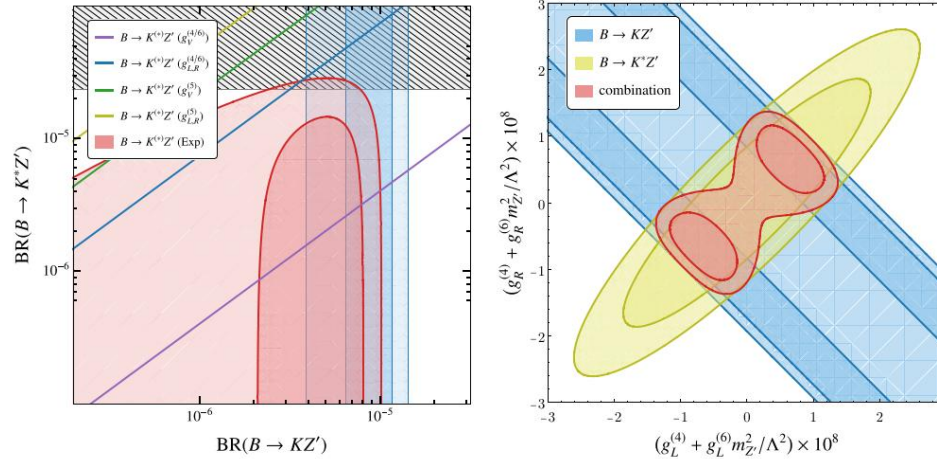 B → K^(*)Z′ (g_V^(4/6))
B → K^(*)Z′ (g_{L,R}^(4/6))
B → K^(*)Z′ (g_V^(5))
B → K^(*)Z′ (g_{L,R}^(5))
B → K^(*)Z′ (Exp)
BR(B → K*Z′)
10^-5
10^-6
10^-6
10^-5
BR(B → KZ′)
B → KZ′
B → K*Z′
combination
(g_R^(4) + g_R^(6) m_{Z′}^2/Λ^2) × 10^8
3
2
1
0
-1
-2
-3
-3
-2
-1
0
1
2
(g_L^(4) + g_L^(6) m_{Z′}^2/Λ^2) × 10^8